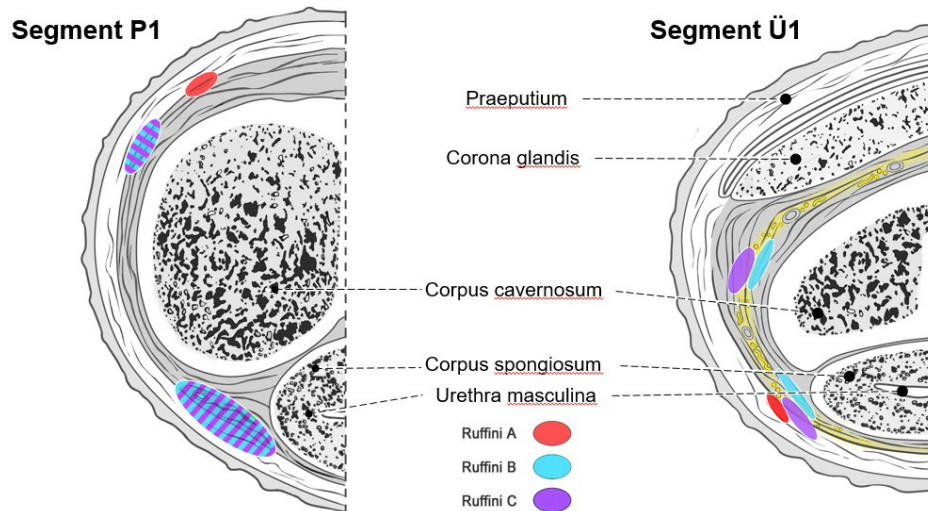 Segment P1
Segment Ü1
Praeputium
Corona glandis
Corpus cavernosum
Corpus spongiosum
Urethra masculina
Ruffini A
Ruffini B
Ruffini C